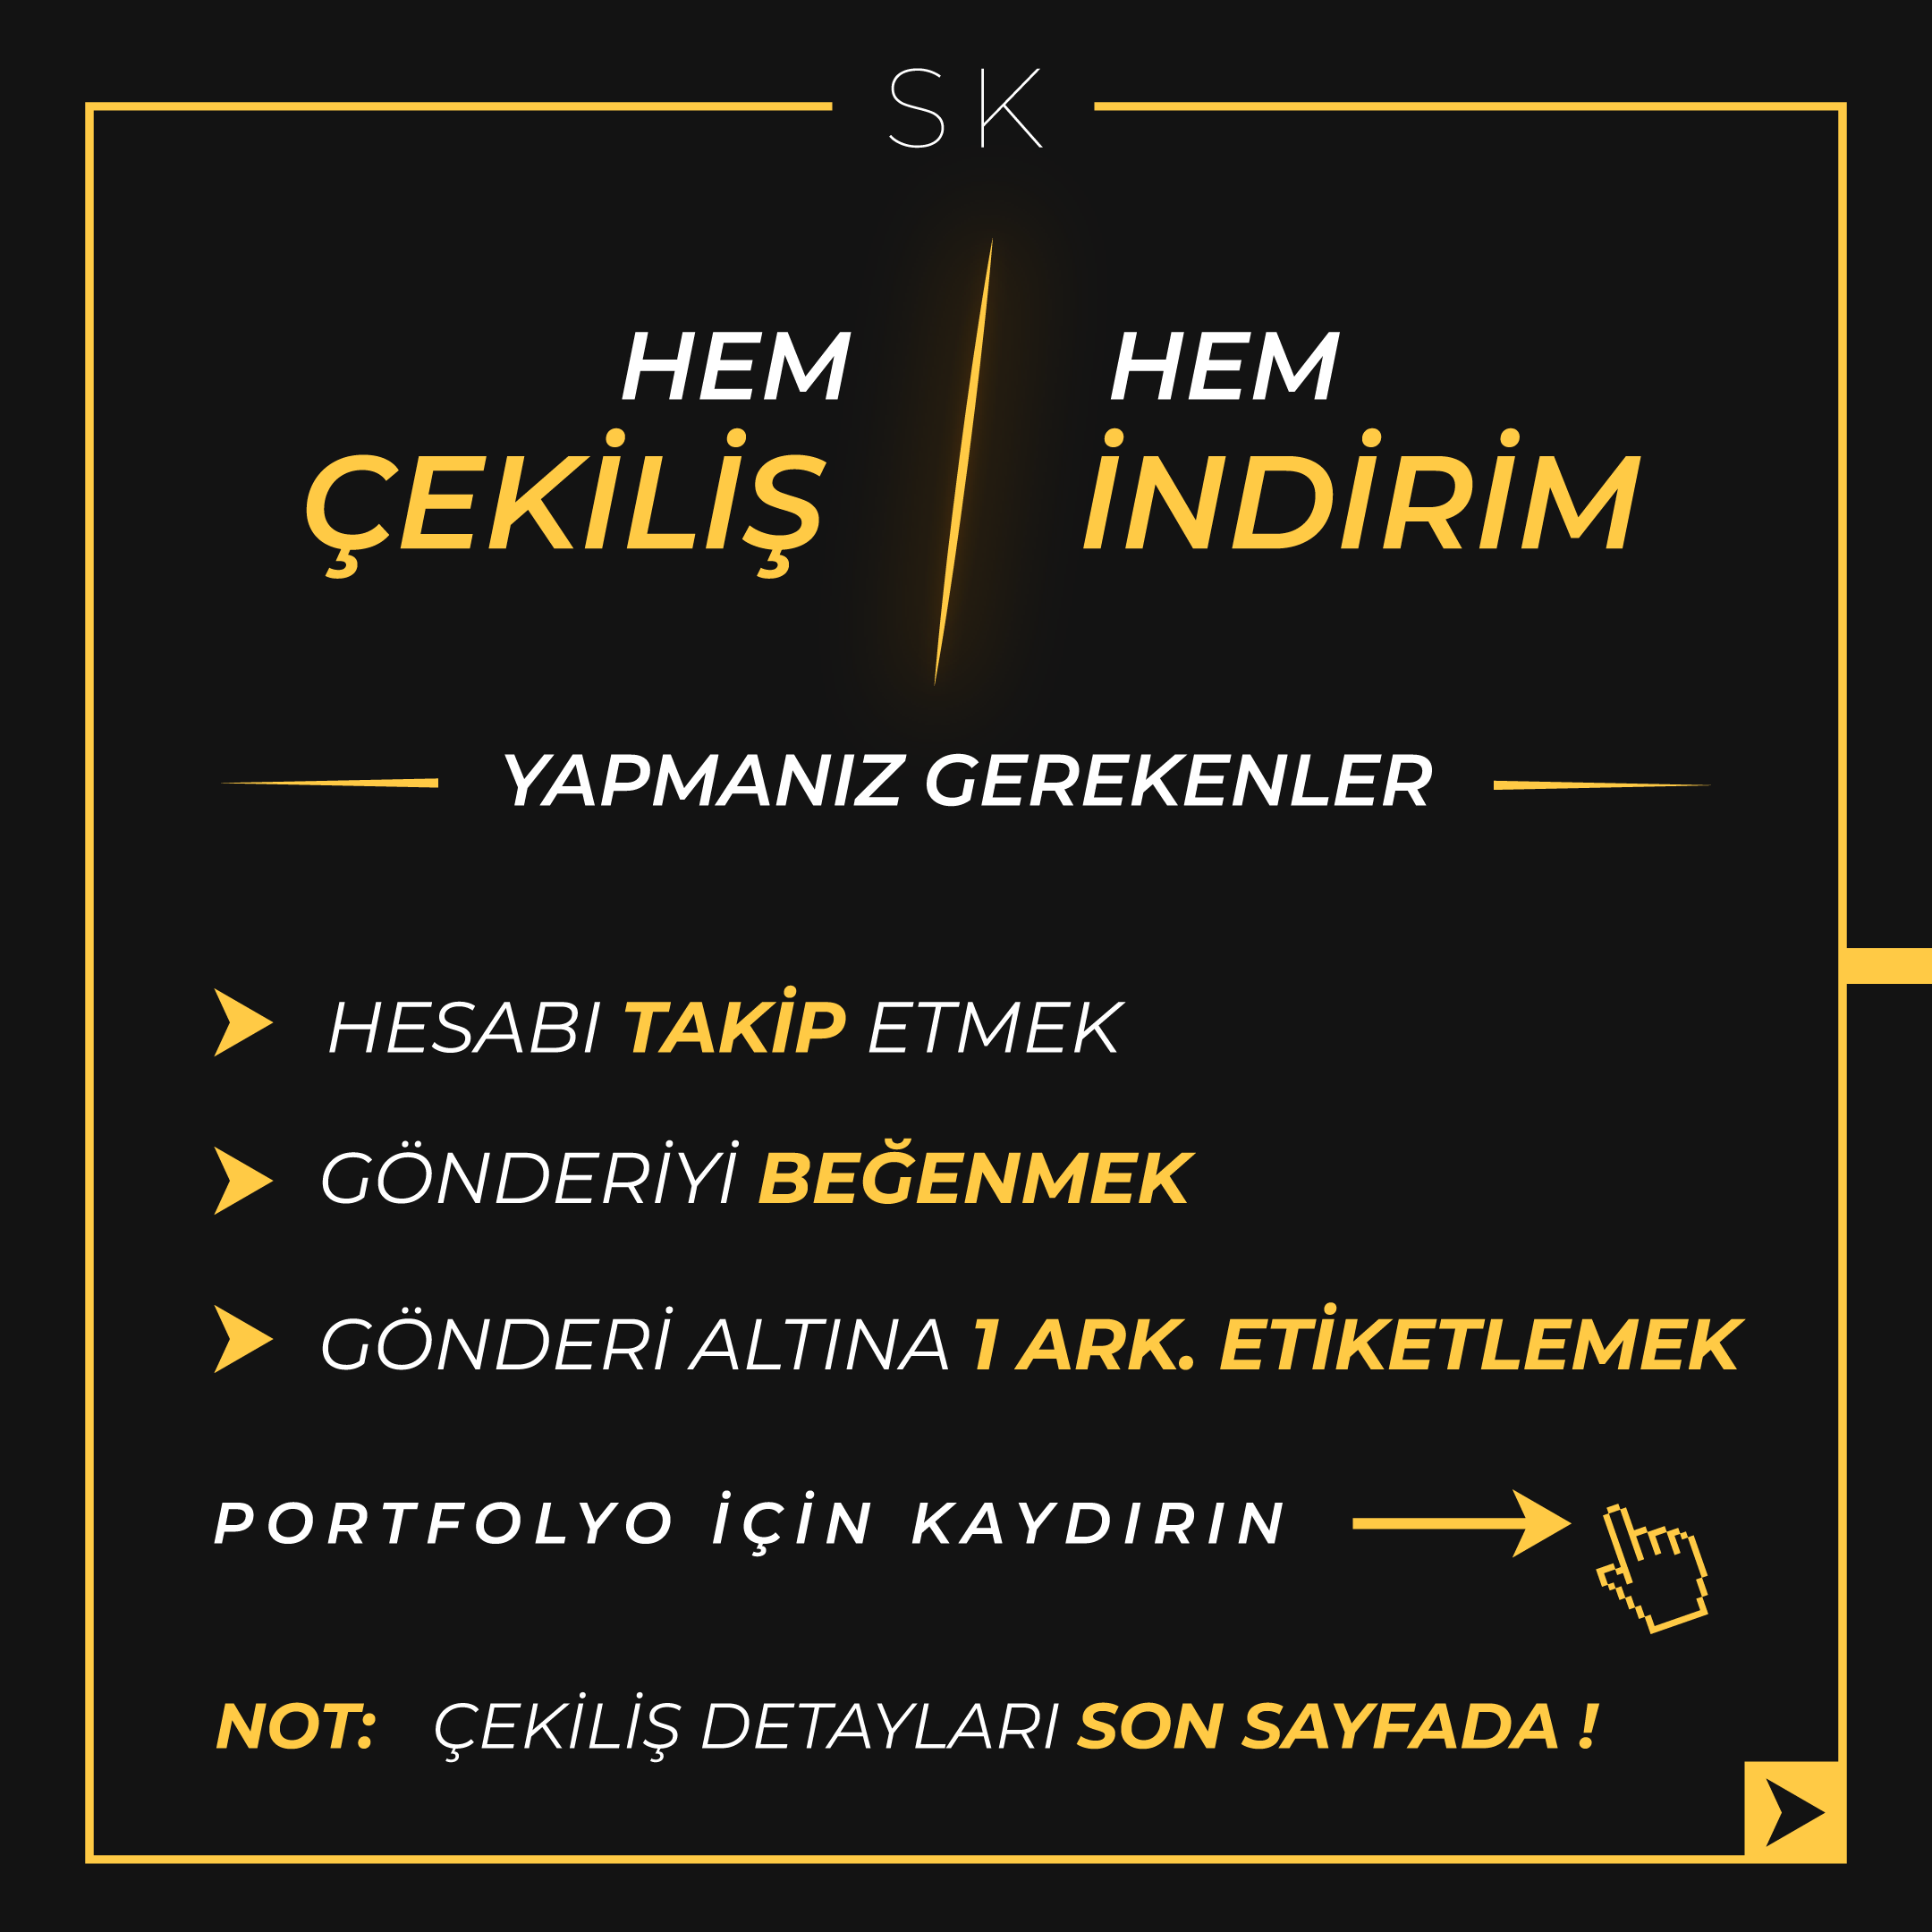 SK
HEM
ÇEKİLİŞ
HEM
İNDİRİM
YAPMANIZ GEREKENLER
HESABI TAKİP ETMEK
GÖNDERİYİ BEĞENMEK
GÖNDERİ ALTINA 1 ARK. ETİKETLEMEK
PORTFOLYO İÇİN KAYDIRIN
NOT: ÇEKİLİŞ DETAYLARI SON SAYFADA !